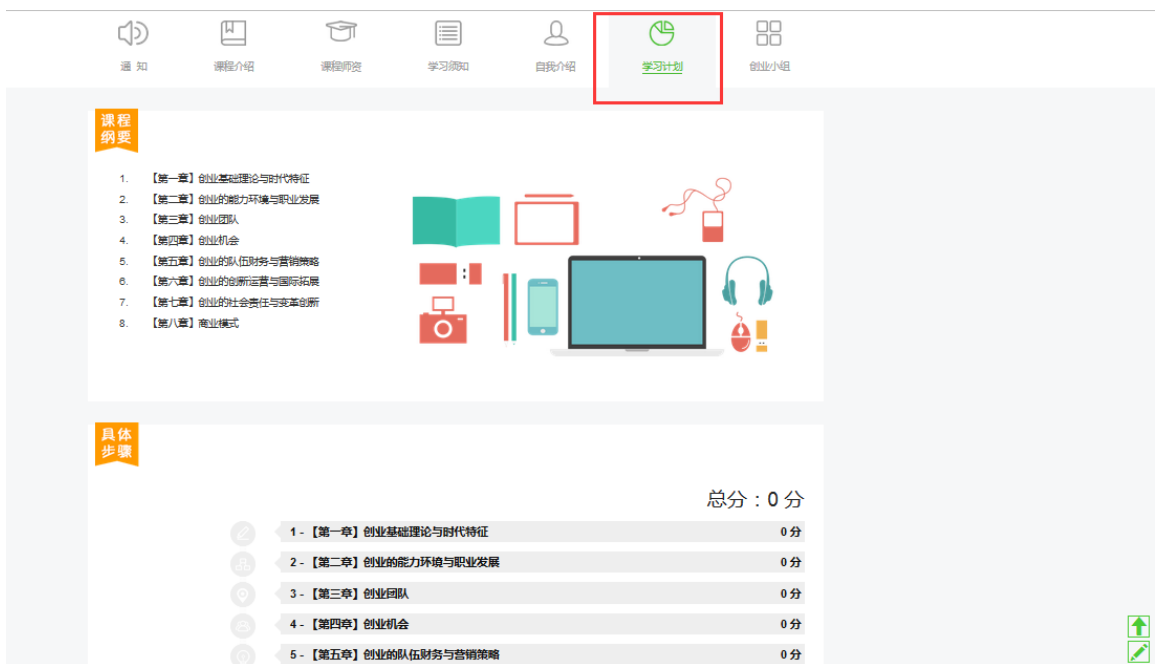 通 知
课程介绍
课程师资
学习须知
自我介绍
学习计划
创业小组
课程
纲要
1. 【第一章】创业基础理论与时代特征
2. 【第二章】创业的能力环境与职业发展
3. 【第三章】创业团队
4. 【第四章】创业机会
5. 【第五章】创业的队伍财务与营销策略
6. 【第六章】创业的创新运营与国际拓展
7. 【第七章】创业的社会责任与变革创新
8. 【第八章】商业模式
具体
步骤
总分：0 分
1 - 【第一章】创业基础理论与时代特征 0 分
2 - 【第二章】创业的能力环境与职业发展 0 分
3 - 【第三章】创业团队 0 分
4 - 【第四章】创业机会 0 分
5 - 【第五章】创业的队伍财务与营销策略 0 分